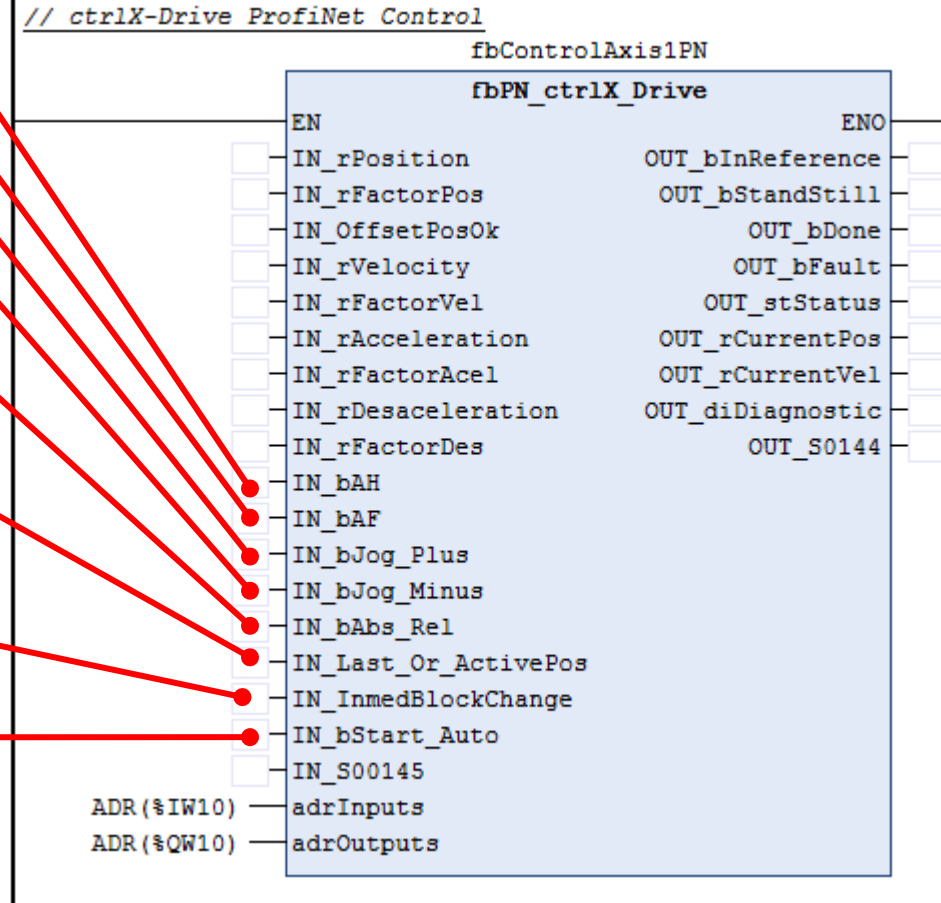 // ctrlX-Drive ProfiNet Control
fbControlAxis1PN
fbPN_ctrlX_Drive
EN ENO
IN_rPosition OUT_bInReference
IN_rFactorPos OUT_bStandStill
IN_OffsetPosOk OUT_bDone
IN_rVelocity OUT_bFault
IN_rFactorVel OUT_stStatus
IN_rAcceleration OUT_rCurrentPos
IN_rFactorAcel OUT_rCurrentVel
IN_rDesaceleration OUT_diDiagnostic
IN_rFactorDes OUT_S0144
IN_bAH
IN_bAF
IN_bJog_Plus
IN_bJog_Minus
IN_bAbs_Rel
IN_Last_Or_ActivePos
IN_InmedBlockChange
IN_bStart_Auto
IN_S00145
ADR(%IW10) adrInputs
ADR(%QW10) adrOutputs